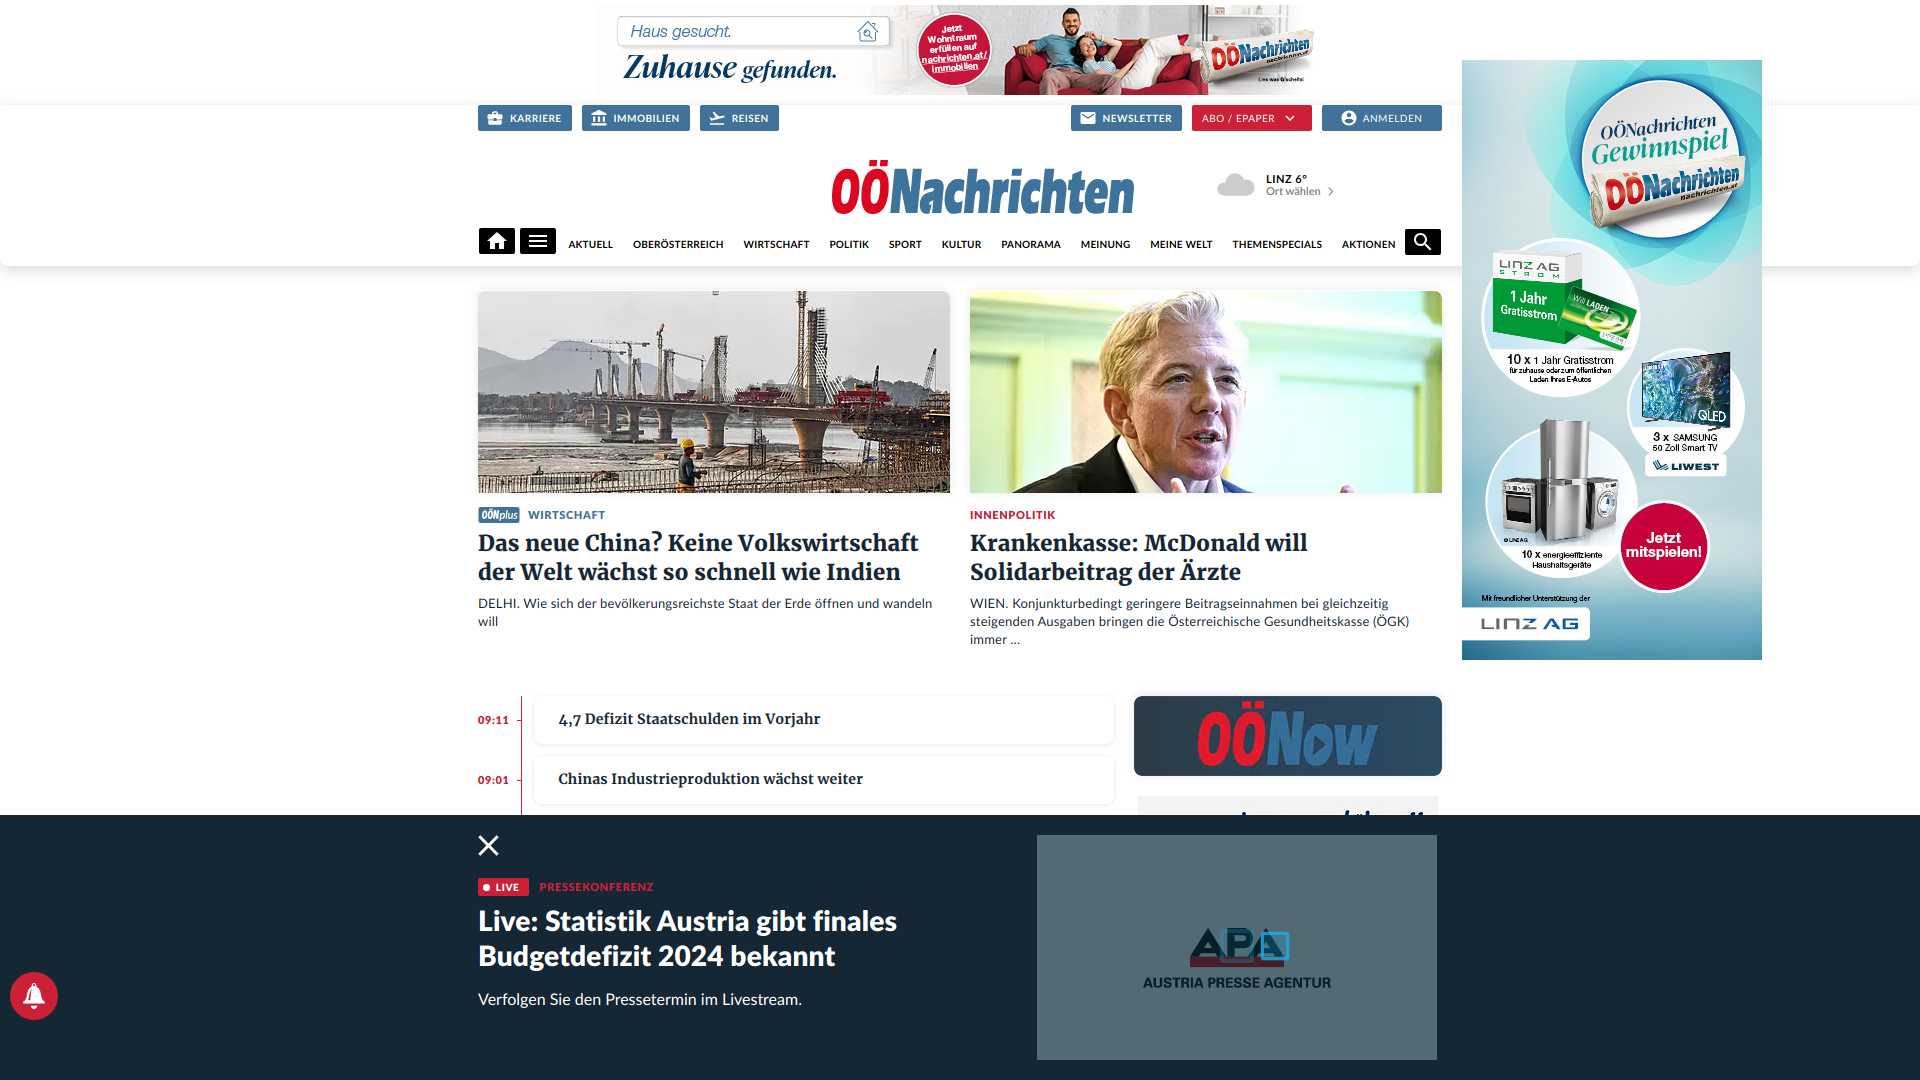 Haus gesucht.
Zuhause gefunden.
Jetzt
Wohntraum
erfüllen auf
nachrichten.at/
immobilien
OÖNachrichten
Lies was G'scheits!
KARRIERE
IMMOBILIEN
REISEN
NEWSLETTER
ABO / EPAPER
ANMELDEN
OÖNachrichten
LINZ 6°
Ort wählen
AKTUELL
OBERÖSTERREICH
WIRTSCHAFT
POLITIK
SPORT
KULTUR
PANORAMA
MEINUNG
MEINE WELT
THEMENSPECIALS
AKTIONEN
OÖNplus WIRTSCHAFT
Das neue China? Keine Volkswirtschaft
der Welt wächst so schnell wie Indien
DELHI. Wie sich der bevölkerungsreichste Staat der Erde öffnen und wandeln
will
INNENPOLITIK
Krankenkasse: McDonald will
Solidarbeitrag der Ärzte
WIEN. Konjunkturbedingt geringere Beitragseinnahmen bei gleichzeitig
steigenden Ausgaben bringen die Österreichische Gesundheitskasse (ÖGK)
immer ...
OÖNachrichten
Gewinnspiel
OÖNachrichten
nachrichten.at
LINZ AG
STROM
1 Jahr
Gratisstrom
Will LADEN
10 x 1 Jahr Gratisstrom
für zuhause oder zum öffentlichen
Laden Ihres E-Autos
QLED
3 x SAMSUNG
50 Zoll Smart TV
LIWEST
© LINZ AG
10 x energieeffiziente
Haushaltsgeräte
Jetzt
mitspielen!
Mit freundlicher Unterstützung der
LINZ AG
09:11
4,7 Defizit Staatschulden im Vorjahr
09:01
Chinas Industrieproduktion wächst weiter
OÖNow
LIVE PRESSEKONFERENZ
Live: Statistik Austria gibt finales
Budgetdefizit 2024 bekannt
Verfolgen Sie den Pressetermin im Livestream.
APA
AUSTRIA PRESSE AGENTUR